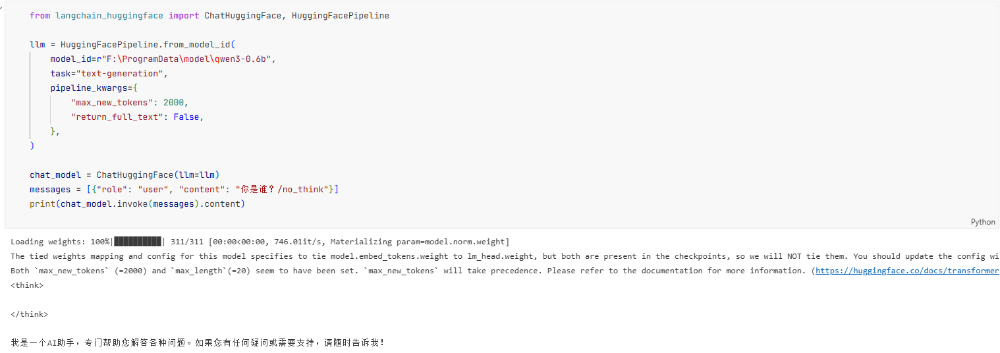 from langchain_huggingface import ChatHuggingFace, HuggingFacePipeline
llm = HuggingFacePipeline.from_model_id(
    model_id=r"F:\ProgramData\model\qwen3-0.6b",
    task="text-generation",
    pipeline_kwargs={
        "max_new_tokens": 2000,
        "return_full_text": False,
    },
)
chat_model = ChatHuggingFace(llm=llm)
messages = [{"role": "user", "content": "你是谁？/no_think"}]
print(chat_model.invoke(messages).content)
Python
Loading weights: 100%|██████████| 311/311 [00:00<00:00, 746.01it/s, Materializing param=model.norm.weight]
The tied weights mapping and config for this model specifies to tie model.embed_tokens.weight to lm_head.weight, but both are present in the checkpoints, so we will NOT tie them. You should update the config wi
Both `max_new_tokens` (=2000) and `max_length`(=20) seem to have been set. `max_new_tokens` will take precedence. Please refer to the documentation for more information. (https://huggingface.co/docs/transformer
<think>
</think>
我是一个AI助手，专门帮助您解答各种问题。如果您有任何疑问或需要支持，请随时告诉我！